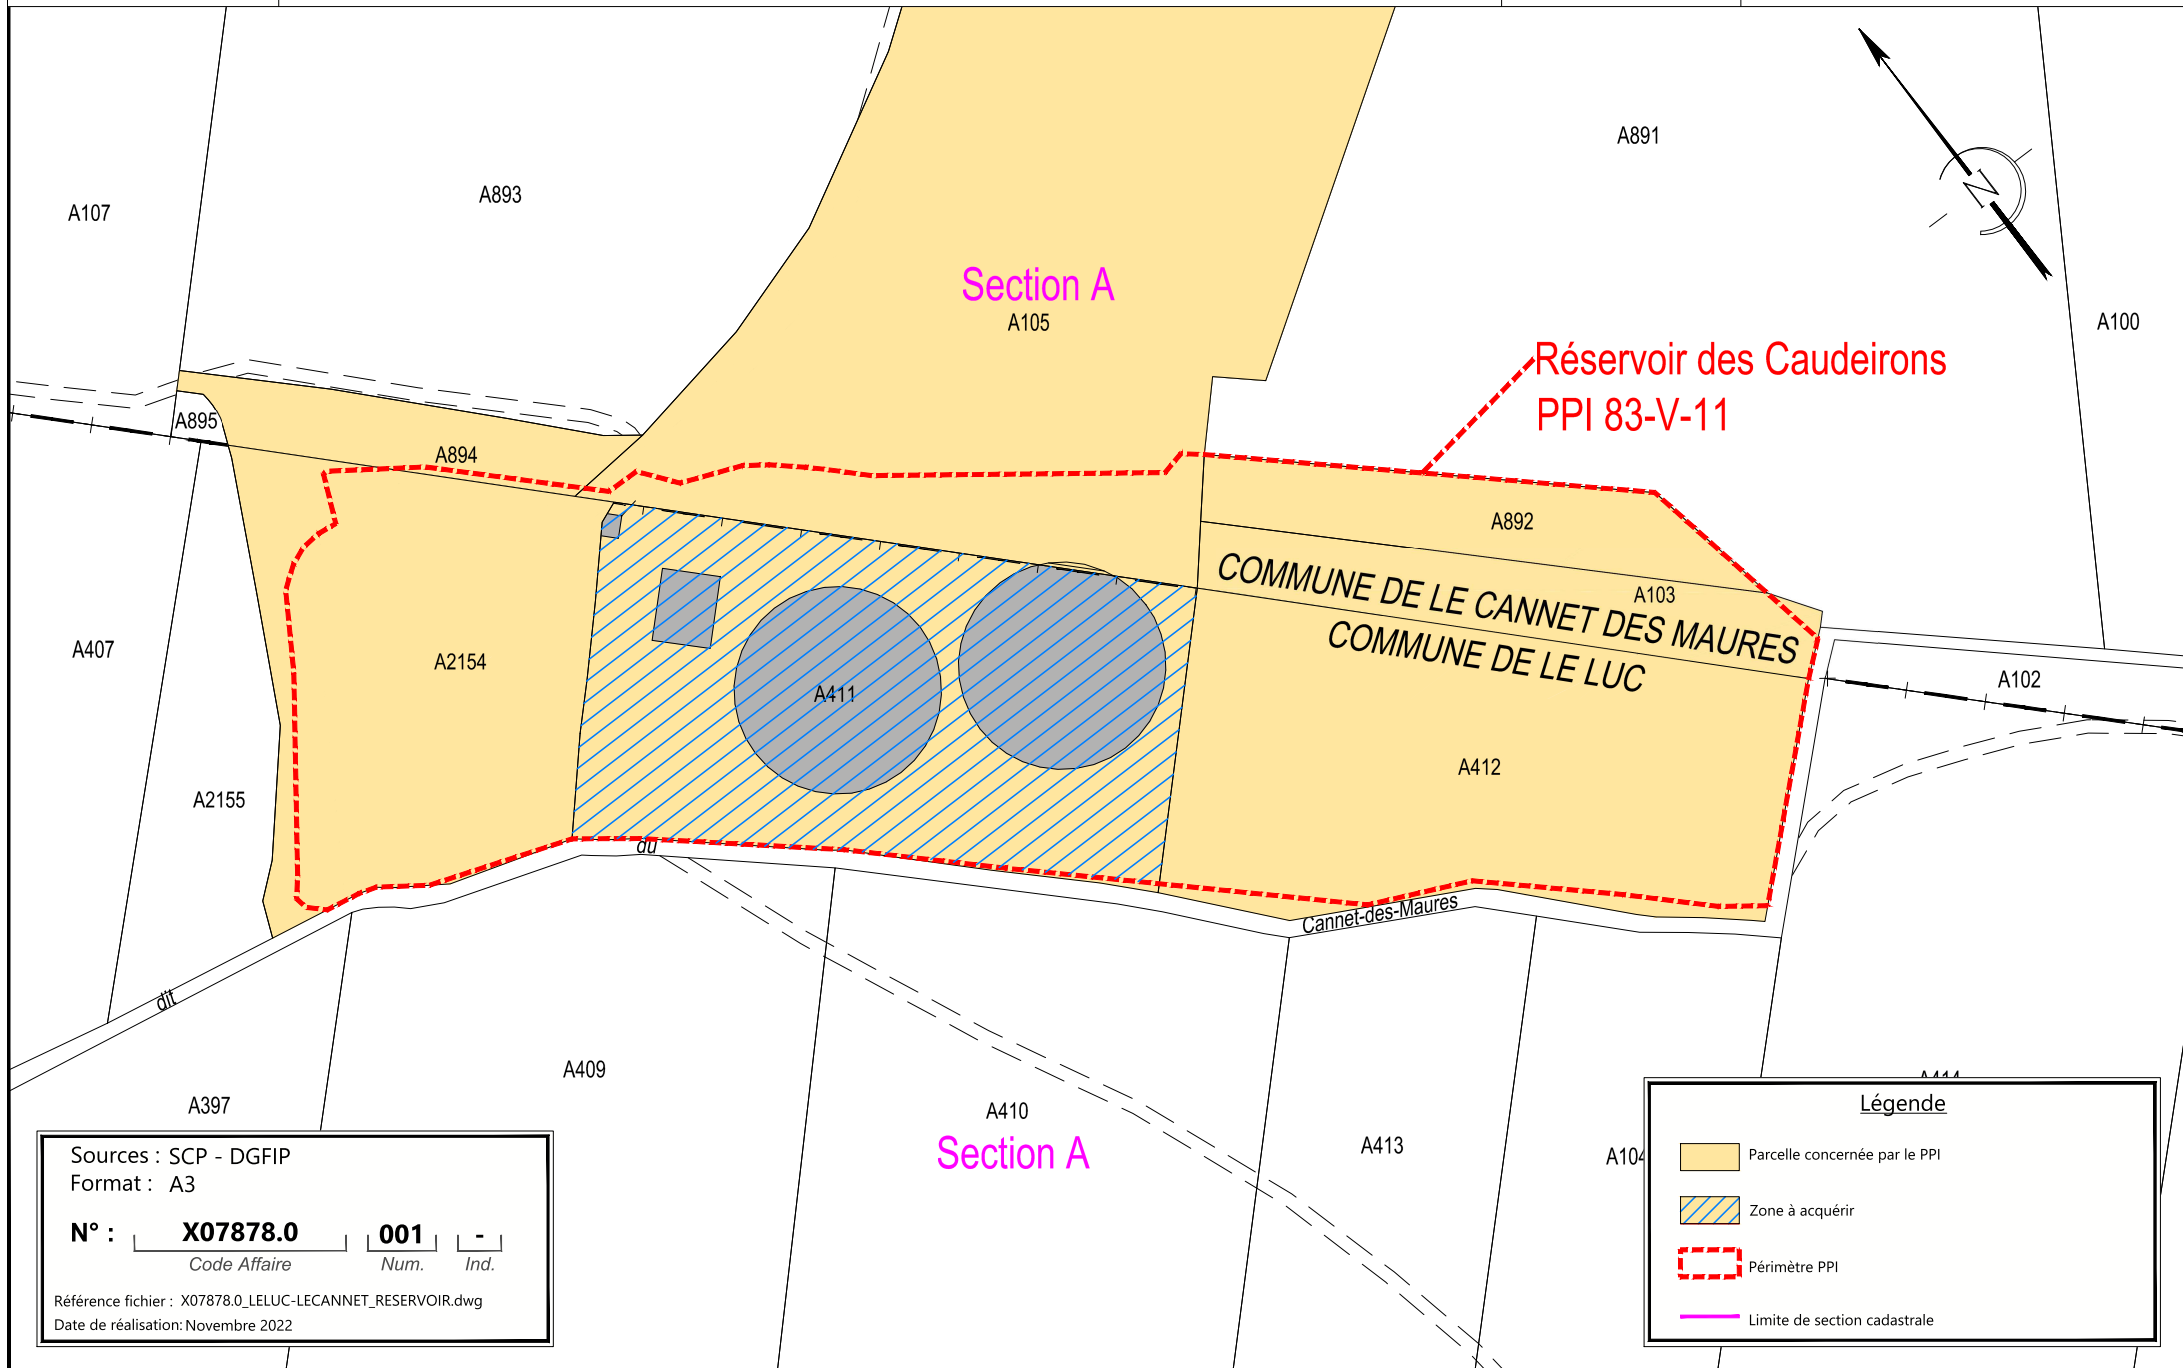 A891
A893
A107
N
Section A
A105
A100
Réservoir des Caudeirons
PPI 83-V-11
A895
A894
A892
COMMUNE DE LE CANNET DES MAURES
A103
COMMUNE DE LE LUC
A407
A2154
A102
A411
A412
A2155
du
Cannet-des-Maures
dit
A409
A397
A410
Section A
A413
A104
A414
Sources : SCP - DGFIP
Format : A3
N° : X07878.0 001 -
Code Affaire Num. Ind.
Référence fichier : X07878.0_LELUC-LECANNET_RESERVOIR.dwg
Date de réalisation: Novembre 2022
Légende
Parcelle concernée par le PPI
Zone à acquérir
Périmètre PPI
Limite de section cadastrale